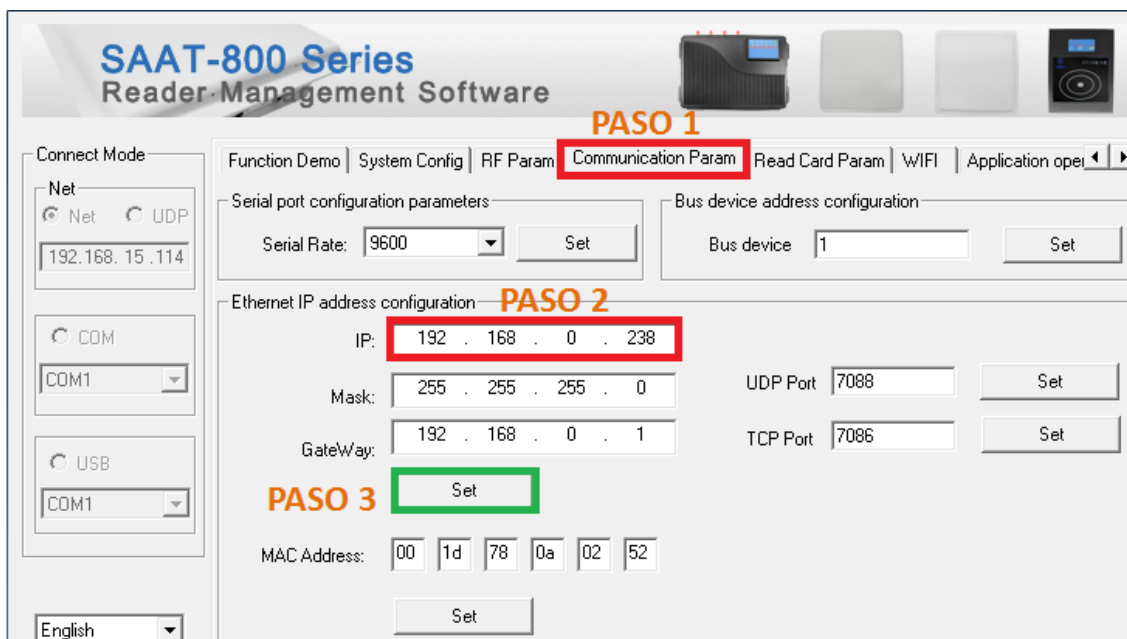 SAAT-800 Series
Reader Management Software
PASO 1
Connect Mode
Net
Net UDP
192.168. 15 .114
COM
COM1
USB
COM1
English
Function Demo System Config RF Param Communication Param Read Card Param WIFI Application oper
Serial port configuration parameters
Serial Rate: 9600 Set
Bus device address configuration
Bus device 1 Set
Ethernet IP address configuration
PASO 2
IP: 192 . 168 . 0 . 238
Mask: 255 . 255 . 255 . 0
GateWay: 192 . 168 . 0 . 1
UDP Port 7088 Set
TCP Port 7086 Set
PASO 3 Set
MAC Address: 00 1d 78 0a 02 52
Set